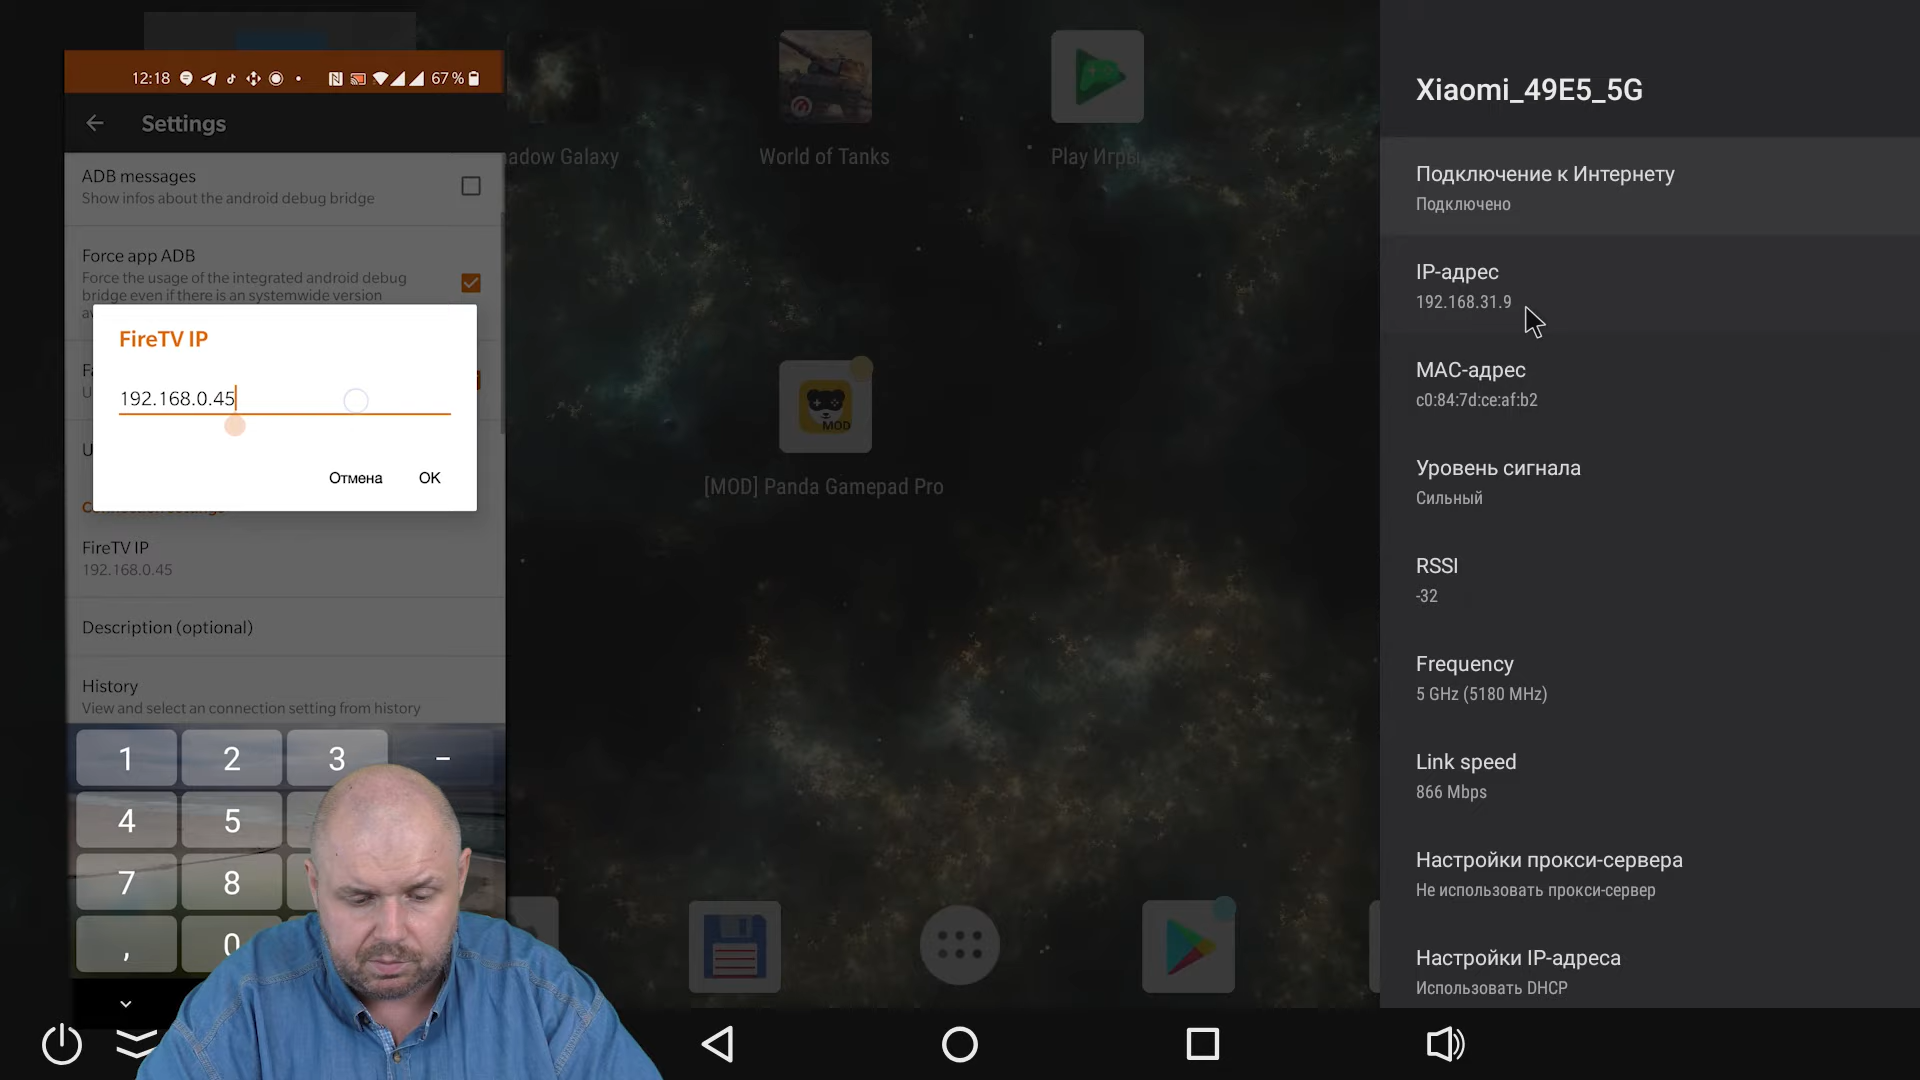 12:18
67 %
Settings
ADB messages
Show infos about the android debug bridge
Force app ADB
Force the usage of the integrated android debug
bridge even if there is an systemwide version
FireTV IP
192.168.0.45
Отмена
OK
FireTV IP
192.168.0.45
Description (optional)
History
View and select an connection setting from history
1 2 3 -
4 5
7 8
, 0
adow Galaxy
World of Tanks
Play Игры
MOD
[MOD] Panda Gamepad Pro
Xiaomi_49E5_5G
Подключение к Интернету
Подключено
IP-адрес
192.168.31.9
MAC-адрес
c0:84:7d:ce:af:b2
Уровень сигнала
Сильный
RSSI
-32
Frequency
5 GHz (5180 MHz)
Link speed
866 Mbps
Настройки прокси-сервера
Не использовать прокси-сервер
Настройки IP-адреса
Использовать DHCP